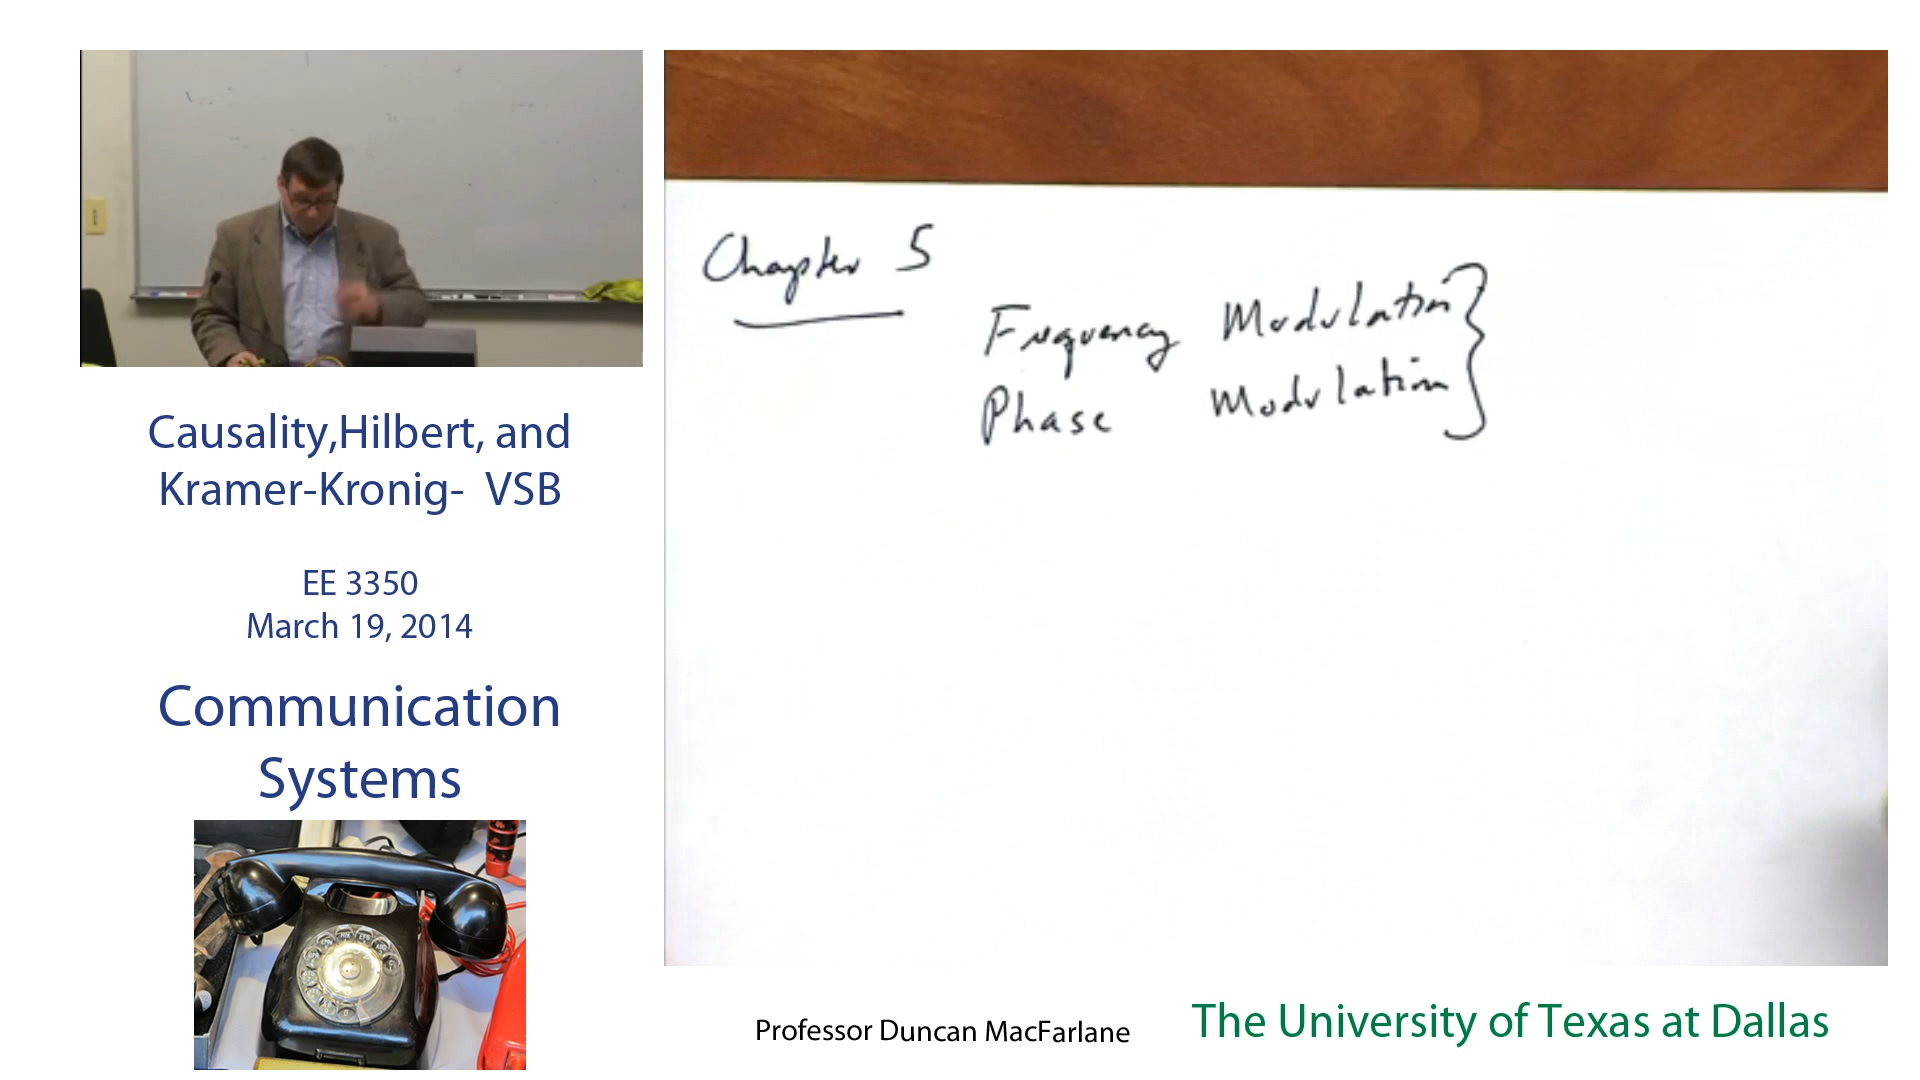 Causality,Hilbert, and
Kramer-Kronig- VSB
EE 3350
March 19, 2014
Communication
Systems
Chapter 5
Frequency Modulation
Phase Modulation
Professor Duncan MacFarlane
The University of Texas at Dallas